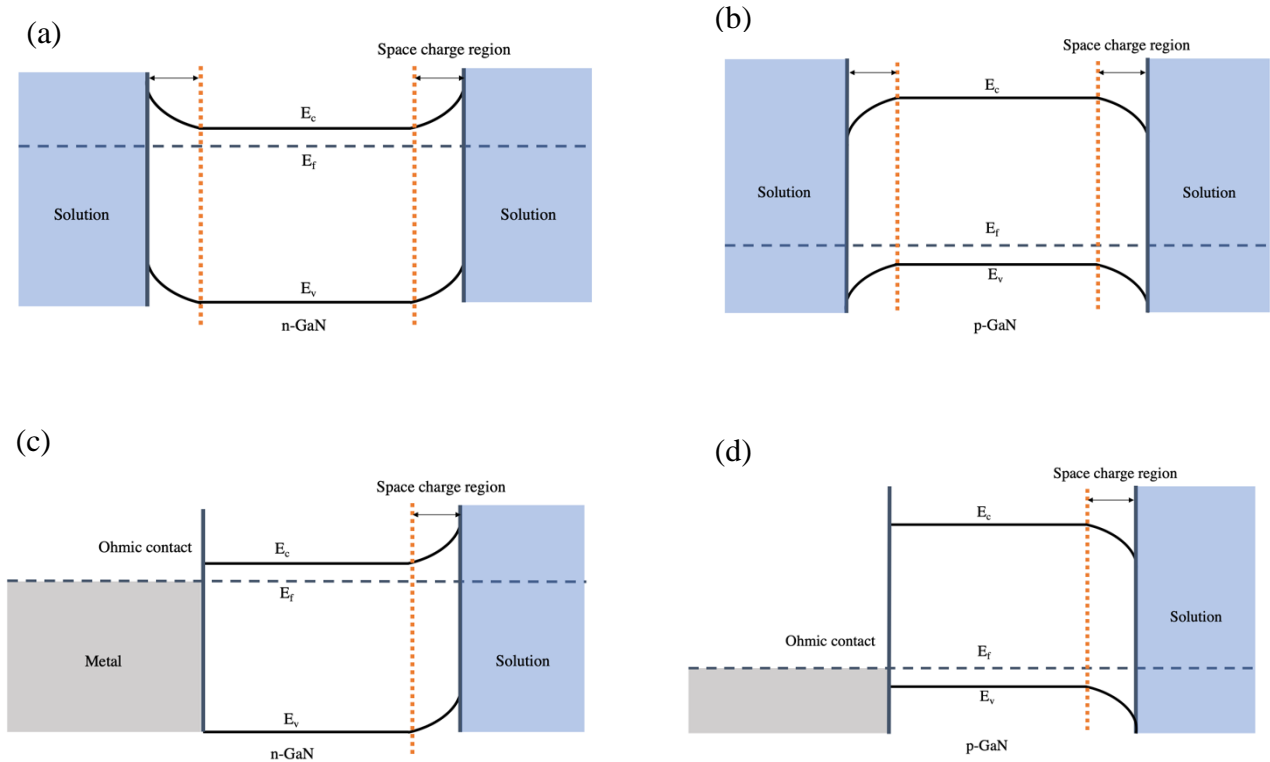 (a)
Space charge region
E_c
E_f
Solution
Solution
E_v
n-GaN
(b)
Space charge region
E_c
Solution
Solution
E_f
E_v
p-GaN
(c)
Space charge region
Ohmic contact
E_c
E_f
Metal
Solution
E_v
n-GaN
(d)
Space charge region
E_c
Solution
Ohmic contact
E_f
E_v
p-GaN